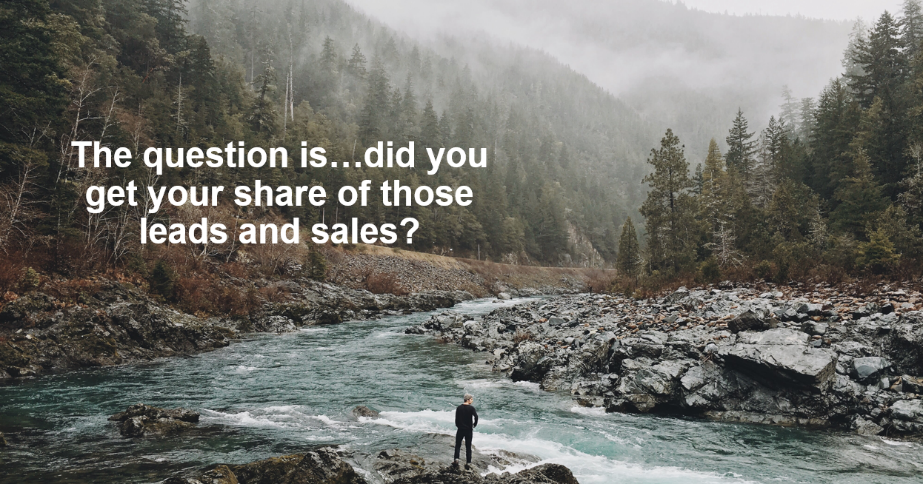 The question is…did you
get your share of those
leads and sales?